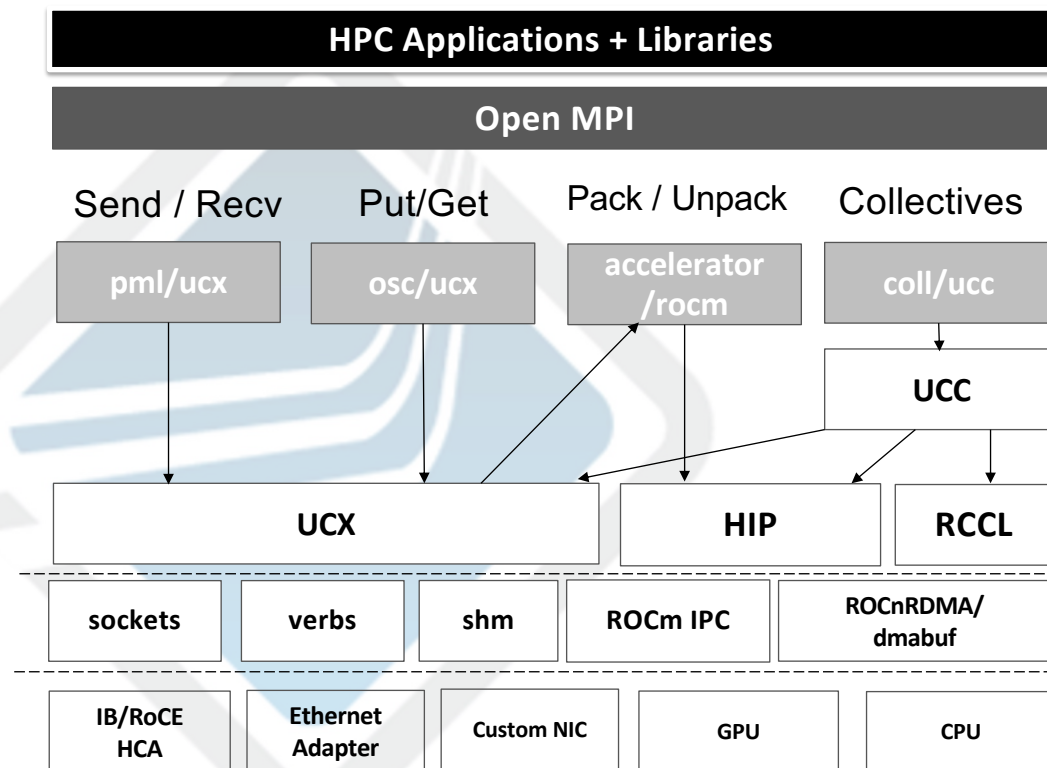 HPC Applications + Libraries
Open MPI
Send / Recv
Put/Get
Pack / Unpack
Collectives
pml/ucx
osc/ucx
accelerator
/rocm
coll/ucc
UCC
UCX
HIP
RCCL
sockets
verbs
shm
ROCm IPC
ROCnRDMA/
dmabuf
IB/RoCE
HCA
Ethernet
Adapter
Custom NIC
GPU
CPU